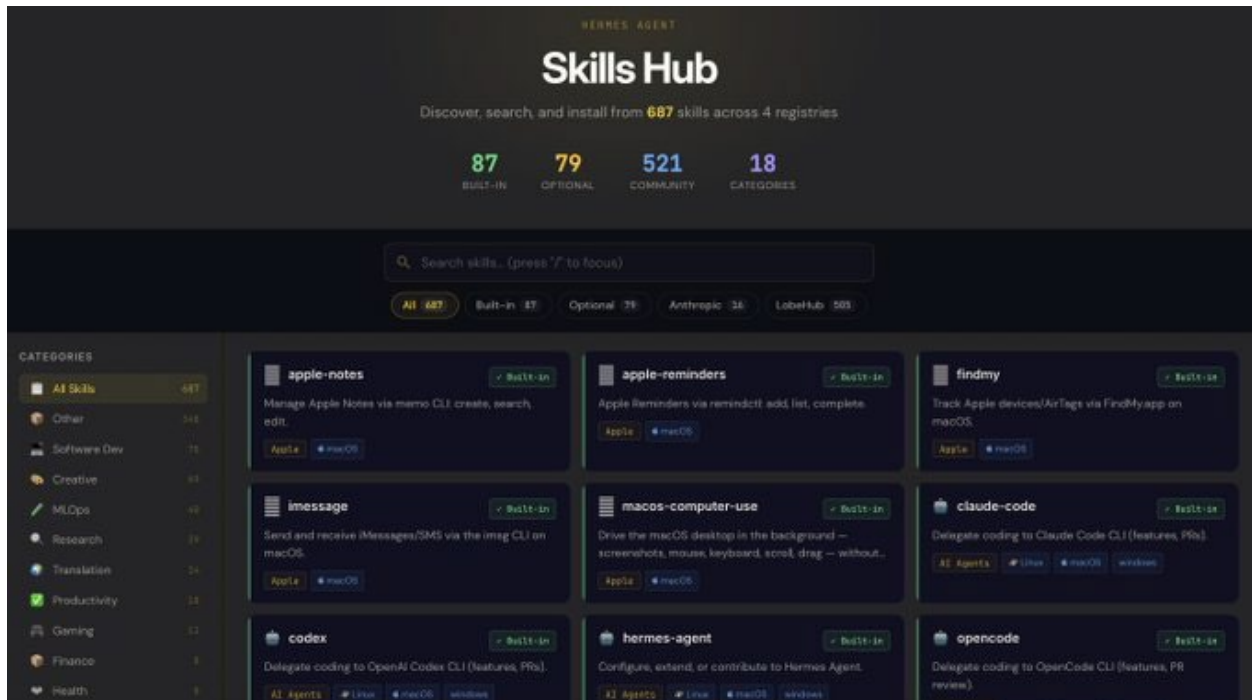 HERMES AGENT
Skills Hub
Discover, search, and install from 687 skills across 4 registries
87
BUILT-IN
79
OPTIONAL
521
COMMUNITY
18
CATEGORIES
Search skills... (press "/" to focus)
All 687
Built-in 87
Optional 79
Anthropic 16
LobeHub 505
CATEGORIES
All Skills 687
Other
Software Dev
Creative
MLOps
Research
Translation
Productivity
Gaming
Finance
Health
apple-notes
✓ Built-in
Manage Apple Notes via memo CLI: create, search,
edit.
Apple macOS
apple-reminders
✓ Built-in
Apple Reminders via remindctl: add, list, complete.
Apple macOS
findmy
✓ Built-in
Track Apple devices/AirTags via FindMy.app on
macOS.
Apple macOS
imessage
✓ Built-in
Send and receive iMessages/SMS via the imsg CLI on
macOS.
Apple macOS
macos-computer-use
✓ Built-in
Drive the macOS desktop in the background —
screenshots, mouse, keyboard, scroll, drag — without...
Apple macOS
claude-code
✓ Built-in
Delegate coding to Claude Code CLI (features, PRs).
AI Agents Linux macOS windows
codex
✓ Built-in
Delegate coding to OpenAI Codex CLI (features, PRs).
AI Agents Linux macOS windows
hermes-agent
✓ Built-in
Configure, extend, or contribute to Hermes Agent.
AI Agents Linux macOS windows
opencode
✓ Built-in
Delegate coding to OpenCode CLI (features, PR
review).